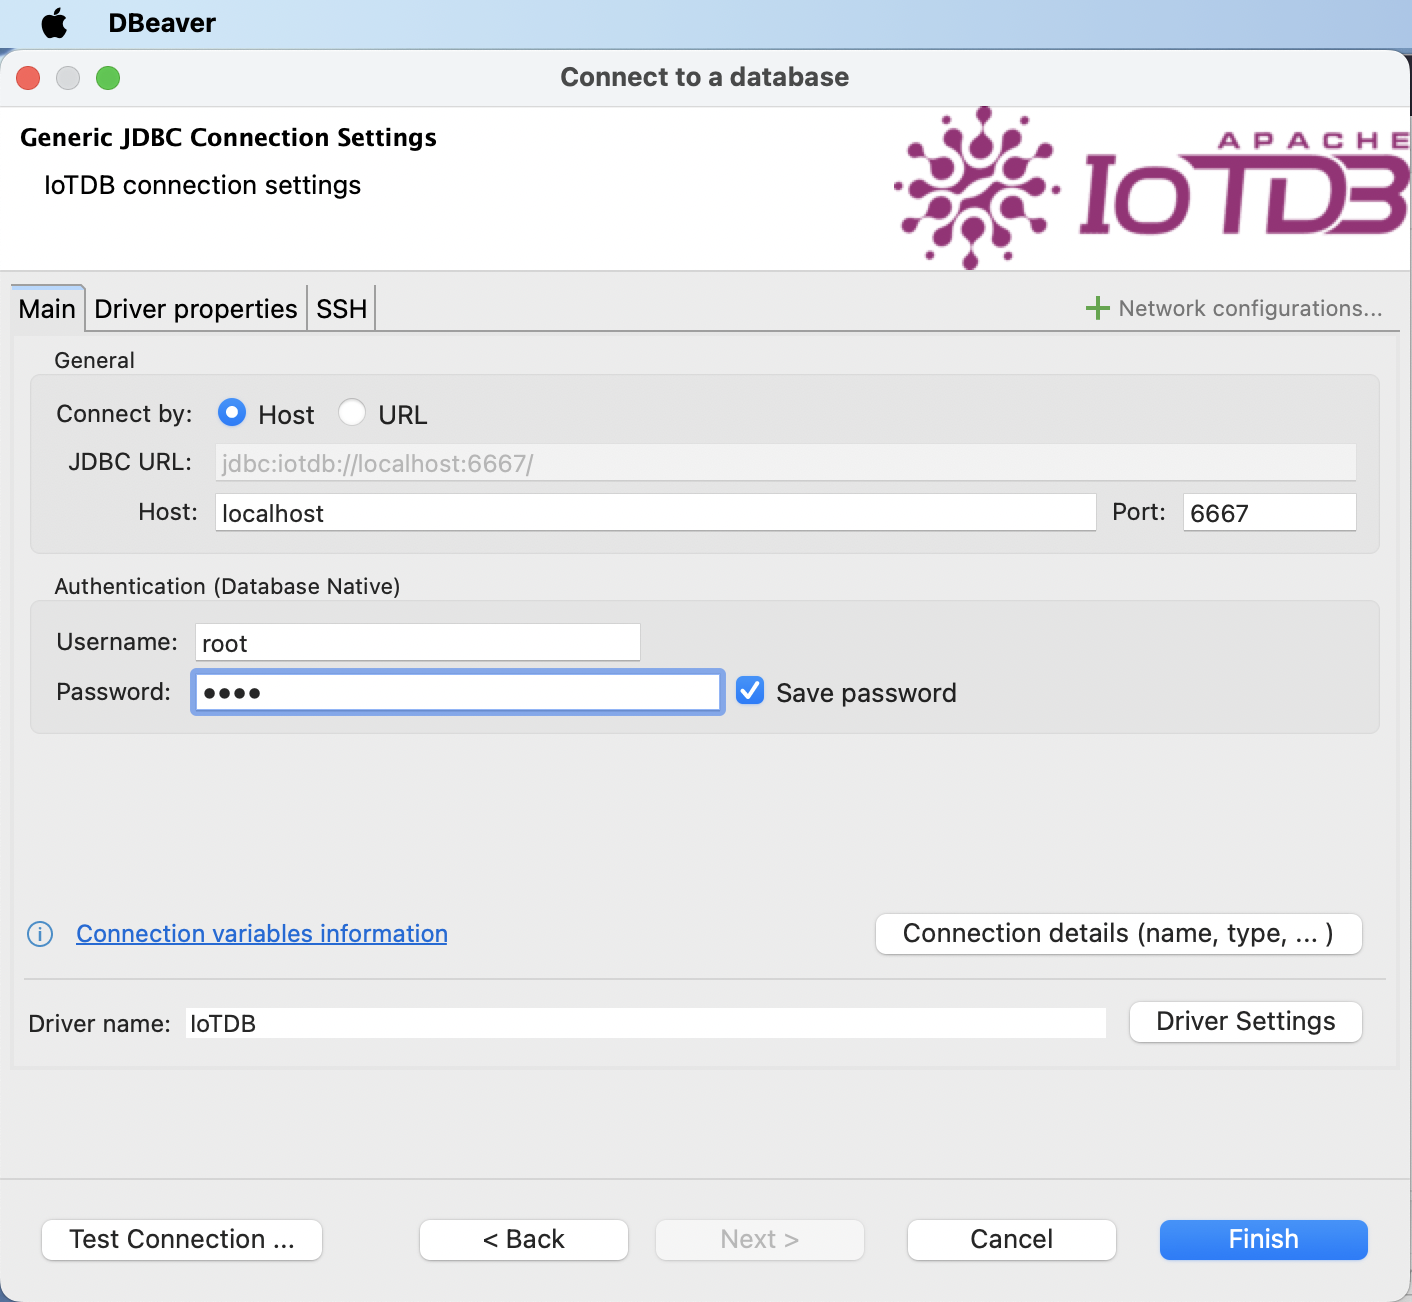 DBeaver
Connect to a database
Generic JDBC Connection Settings
IoTDB connection settings
APACHE
IoTDB
Main
Driver properties
SSH
Network configurations...
General
Connect by:
Host
URL
JDBC URL:
jdbc:iotdb://localhost:6667/
Host:
localhost
Port:
6667
Authentication (Database Native)
Username:
root
Password:
••••
Save password
Connection variables information
Connection details (name, type, ... )
Driver name:
IoTDB
Driver Settings
Test Connection ...
< Back
Next >
Cancel
Finish